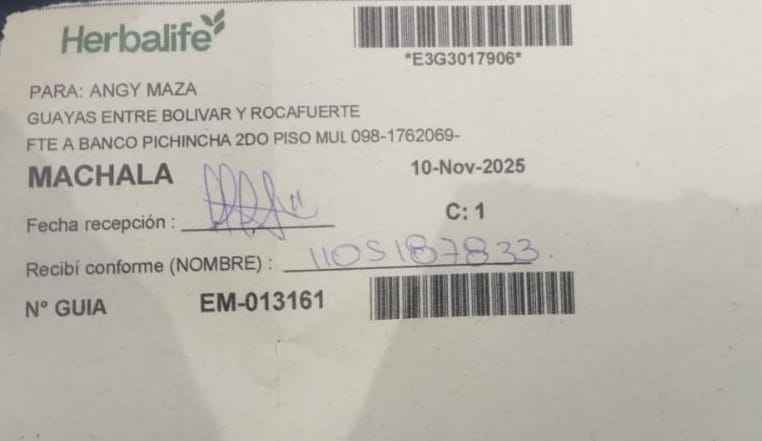 Herbalife
*E3G3017906*
PARA: ANGY MAZA
GUAYAS ENTRE BOLIVAR Y ROCAFUERTE
FTE A BANCO PICHINCHA 2DO PISO MUL 098-1762069-
MACHALA 10-Nov-2025
C: 1
Fecha recepción :
Recibí conforme (NOMBRE) : 1105187833.
Nº GUIA EM-013161